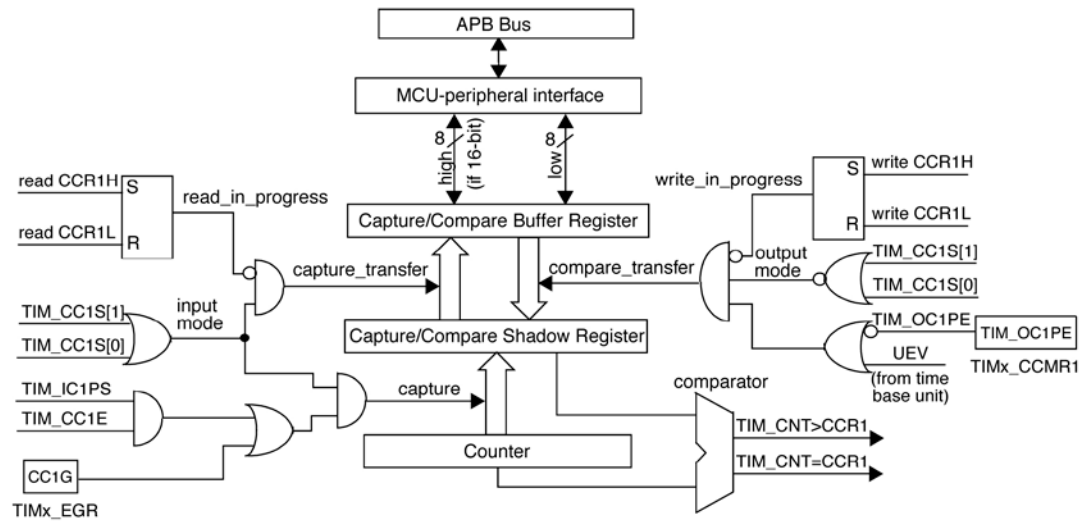 APB Bus
MCU-peripheral interface
8
high
(if 16-bit)
8
low
read CCR1H
S
read_in_progress
read CCR1L
R
write_in_progress
S
write CCR1H
R
write CCR1L
Capture/Compare Buffer Register
capture_transfer
compare_transfer
output
mode
TIM_CC1S[1]
TIM_CC1S[0]
input
mode
TIM_CC1S[1]
TIM_CC1S[0]
Capture/Compare Shadow Register
TIM_OC1PE
TIM_OC1PE
UEV
TIMx_CCMR1
(from time
base unit)
TIM_IC1PS
TIM_CC1E
capture
comparator
Counter
TIM_CNT>CCR1
TIM_CNT=CCR1
CC1G
TIMx_EGR